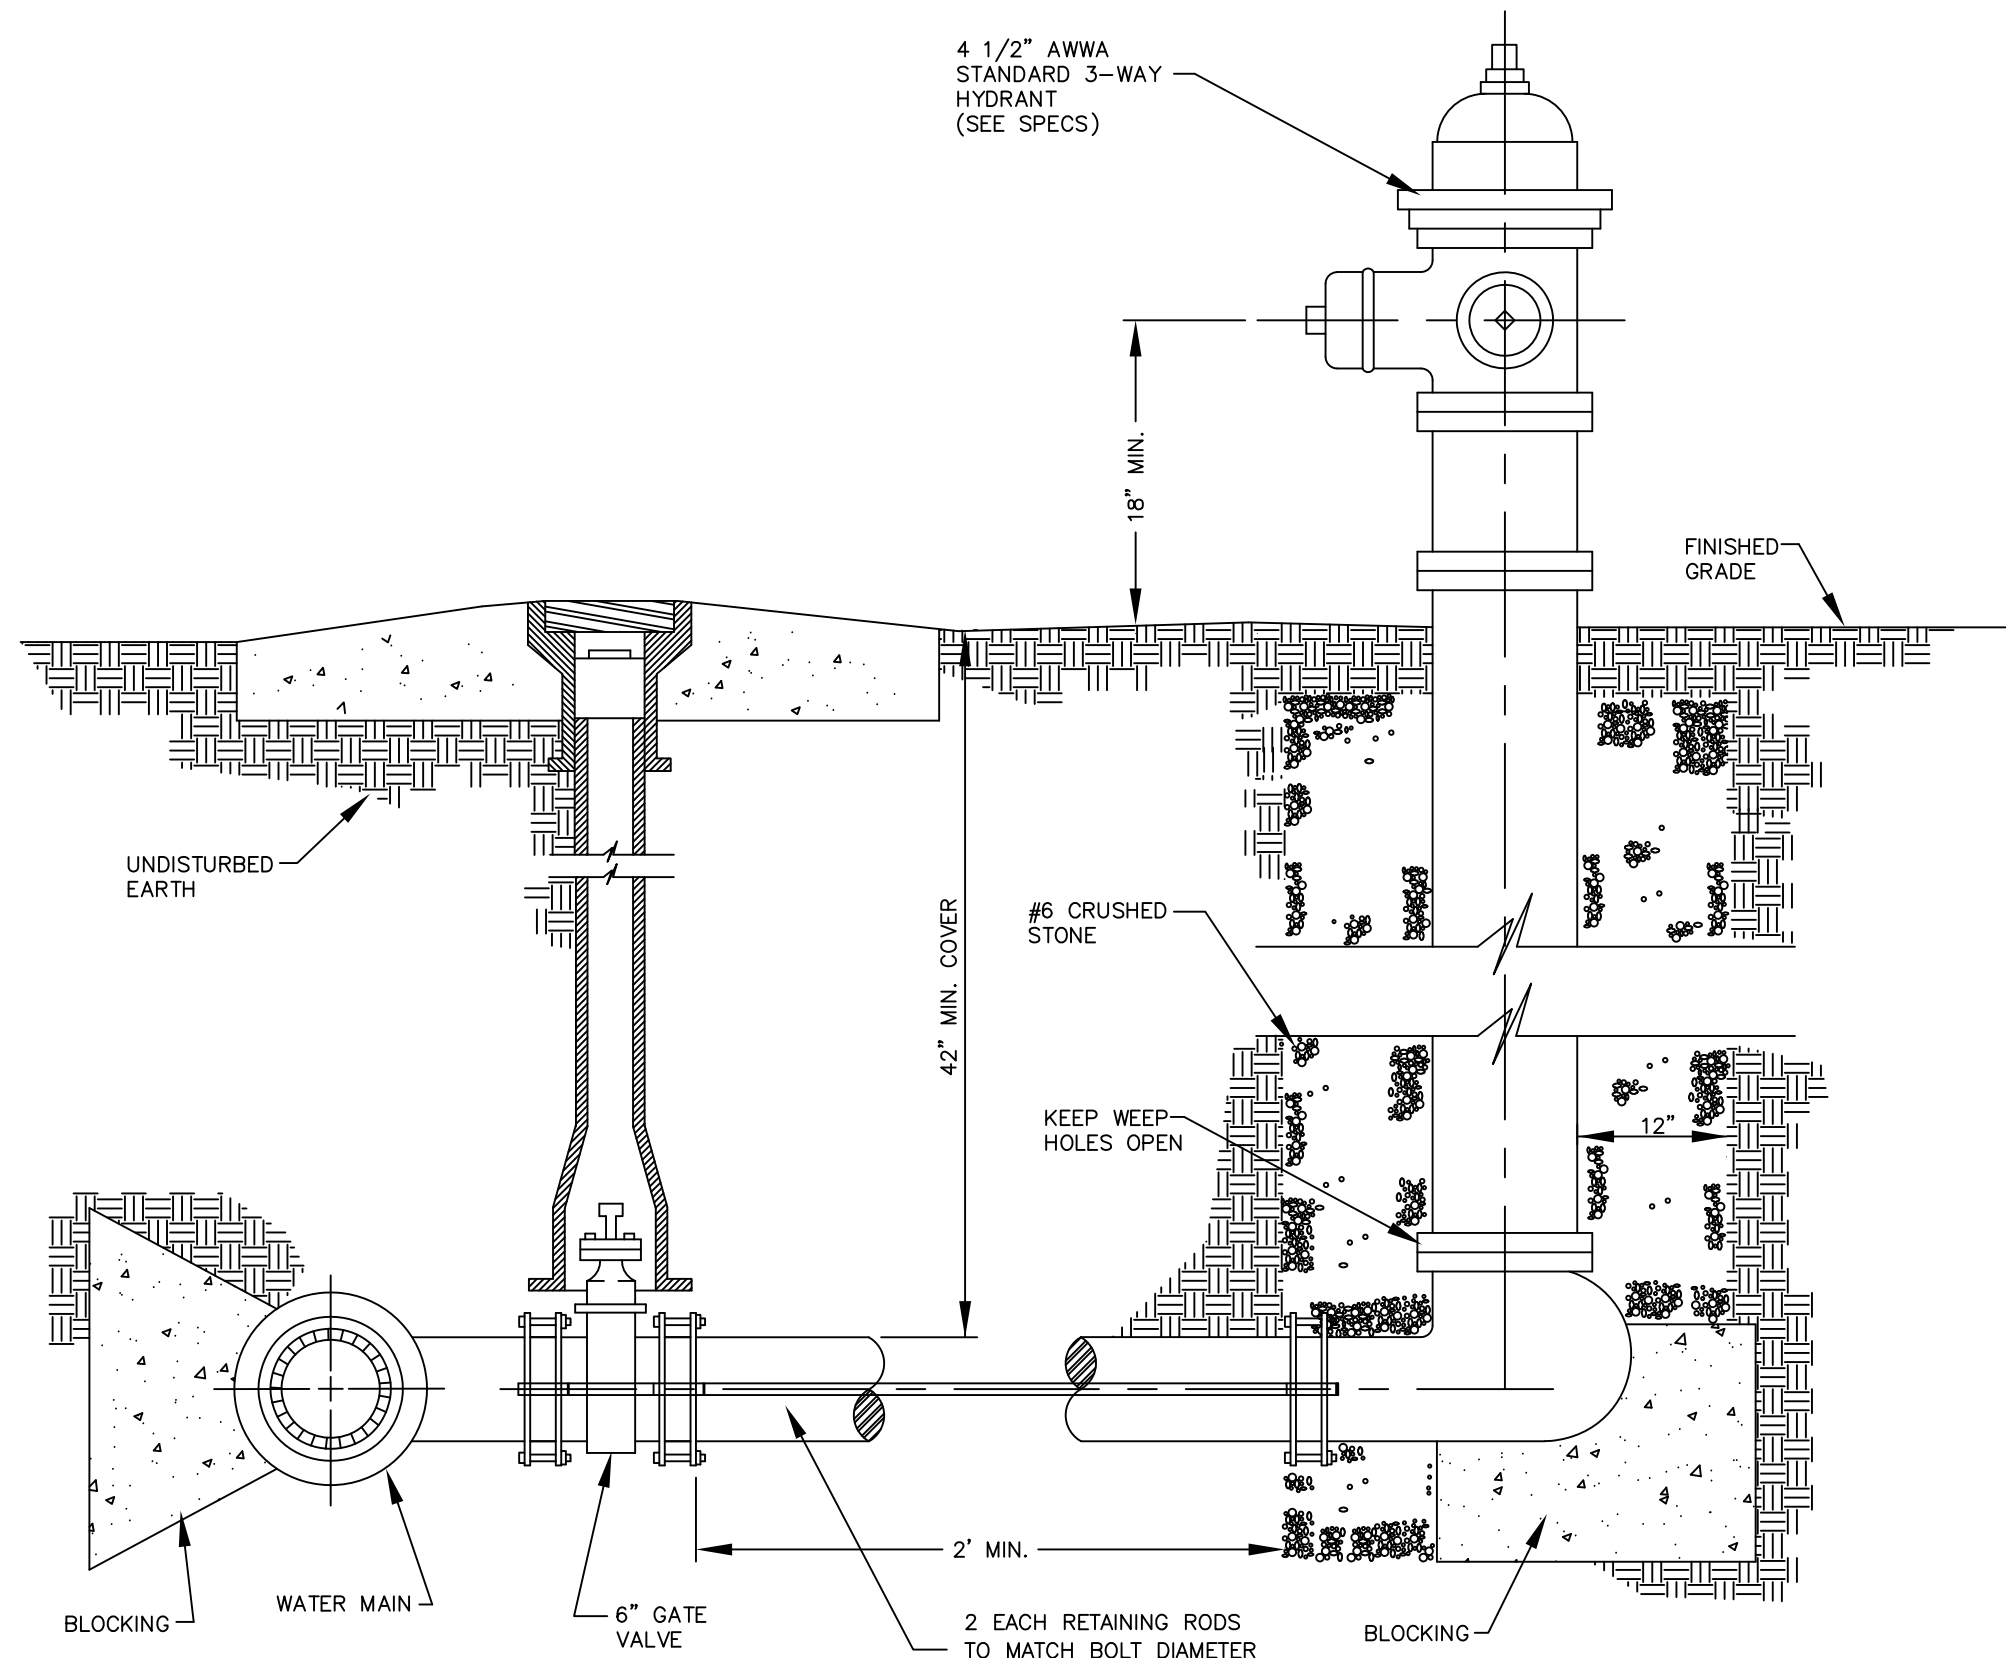 4 1/2" AWWA
STANDARD 3-WAY
HYDRANT
(SEE SPECS)
18" MIN.
FINISHED
GRADE
UNDISTURBED
EARTH
#6 CRUSHED
STONE
42" MIN. COVER
KEEP WEEP
HOLES OPEN
12"
2' MIN.
BLOCKING
WATER MAIN
6" GATE
VALVE
2 EACH RETAINING RODS
TO MATCH BOLT DIAMETER
BLOCKING